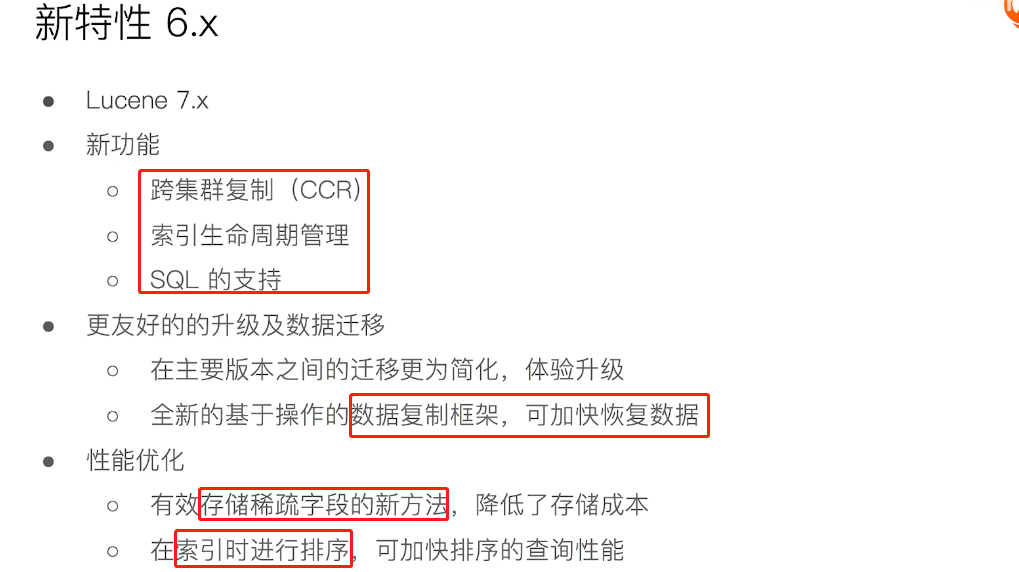 新特性 6.x
Lucene 7.x
新功能
跨集群复制（CCR）
索引生命周期管理
SQL 的支持
更友好的的升级及数据迁移
在主要版本之间的迁移更为简化，体验升级
全新的基于操作的数据复制框架，可加快恢复数据
性能优化
有效存储稀疏字段的新方法，降低了存储成本
在索引时进行排序，可加快排序的查询性能